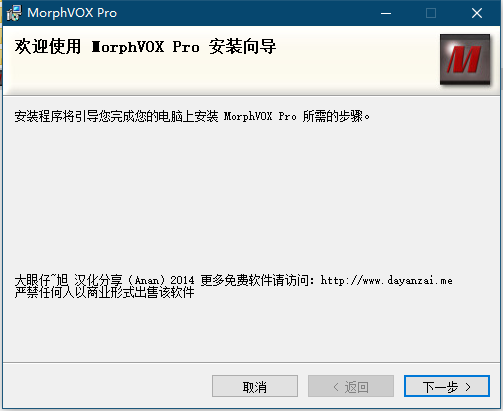 MorphVOX Pro
欢迎使用 MorphVOX Pro 安装向导
安装程序将引导您完成您的电脑上安装 MorphVOX Pro 所需的步骤。
大眼仔~旭 汉化分享 (Anan) 2014 更多免费软件请访问: http://www.dayanzai.me
严禁任何人以商业形式出售该软件
取消
< 返回
下一步 >